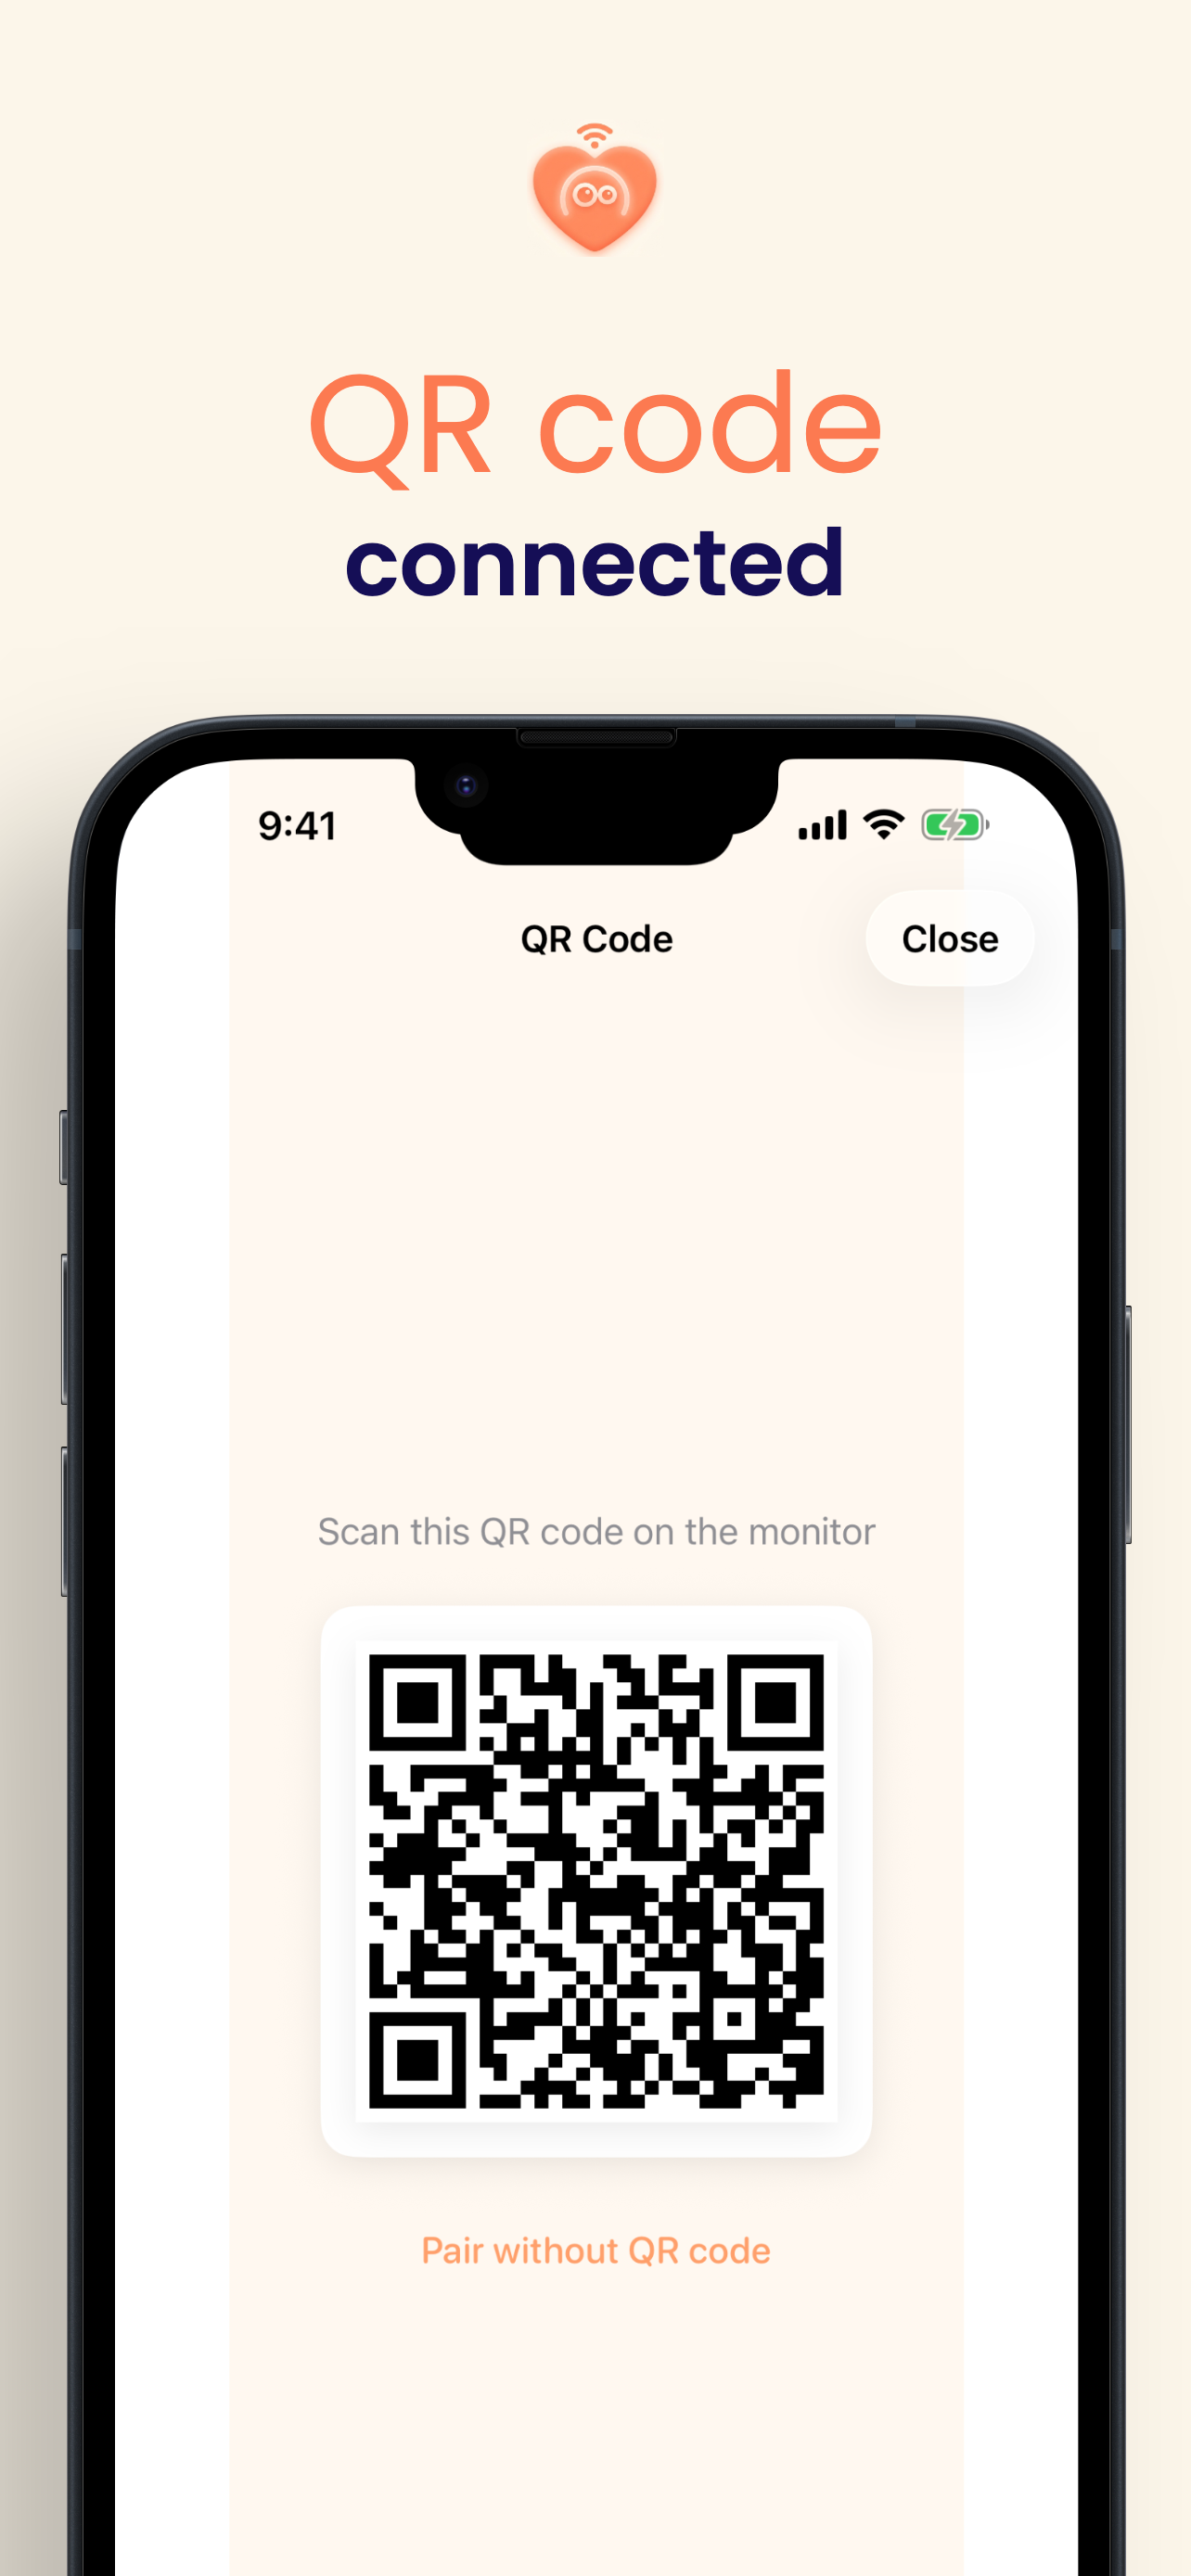 QR code
connected
9:41
QR Code
Close
Scan this QR code on the monitor
Pair without QR code